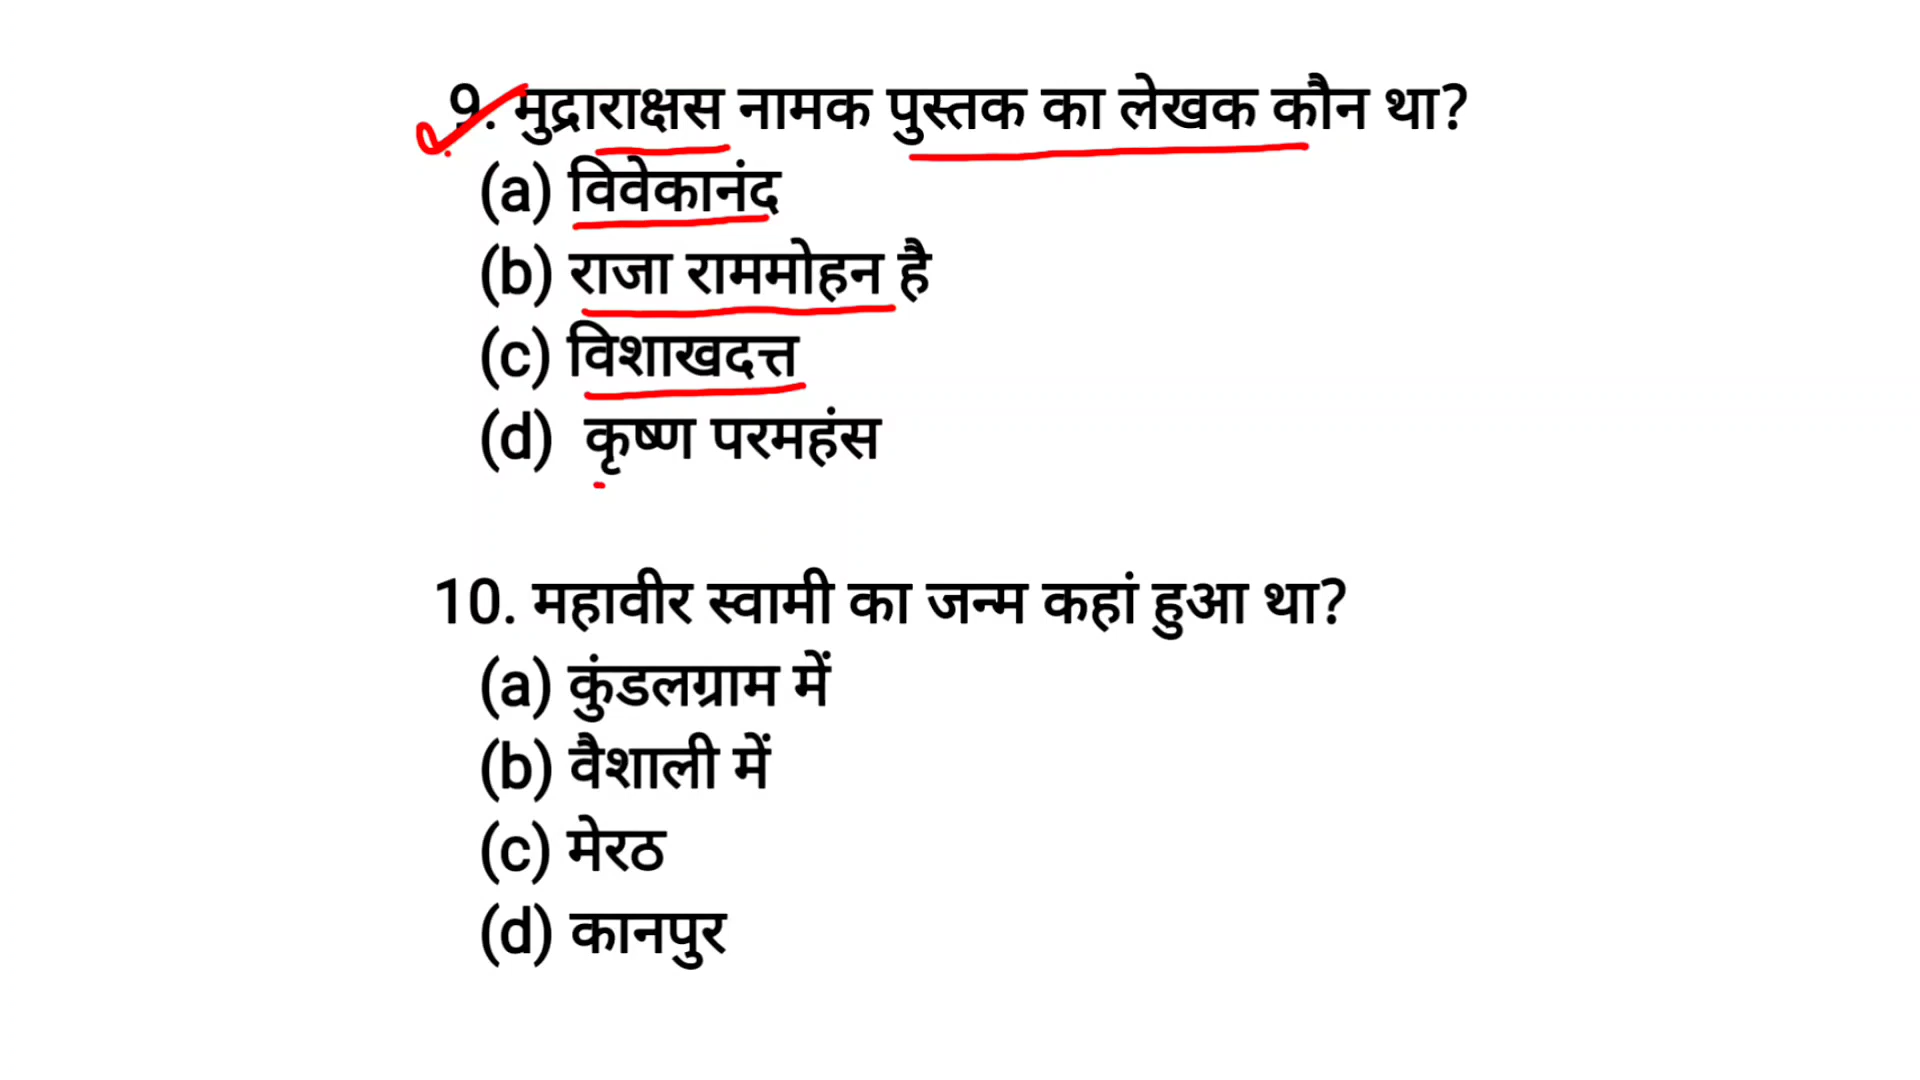 9. मुद्राराक्षस नामक पुस्तक का लेखक कौन था?
(a) विवेकानंद
(b) राजा राममोहन है
(c) विशाखदत्त
(d) कृष्ण परमहंस
10. महावीर स्वामी का जन्म कहां हुआ था?
(a) कुंडलग्राम में
(b) वैशाली में
(c) मेरठ
(d) कानपुर